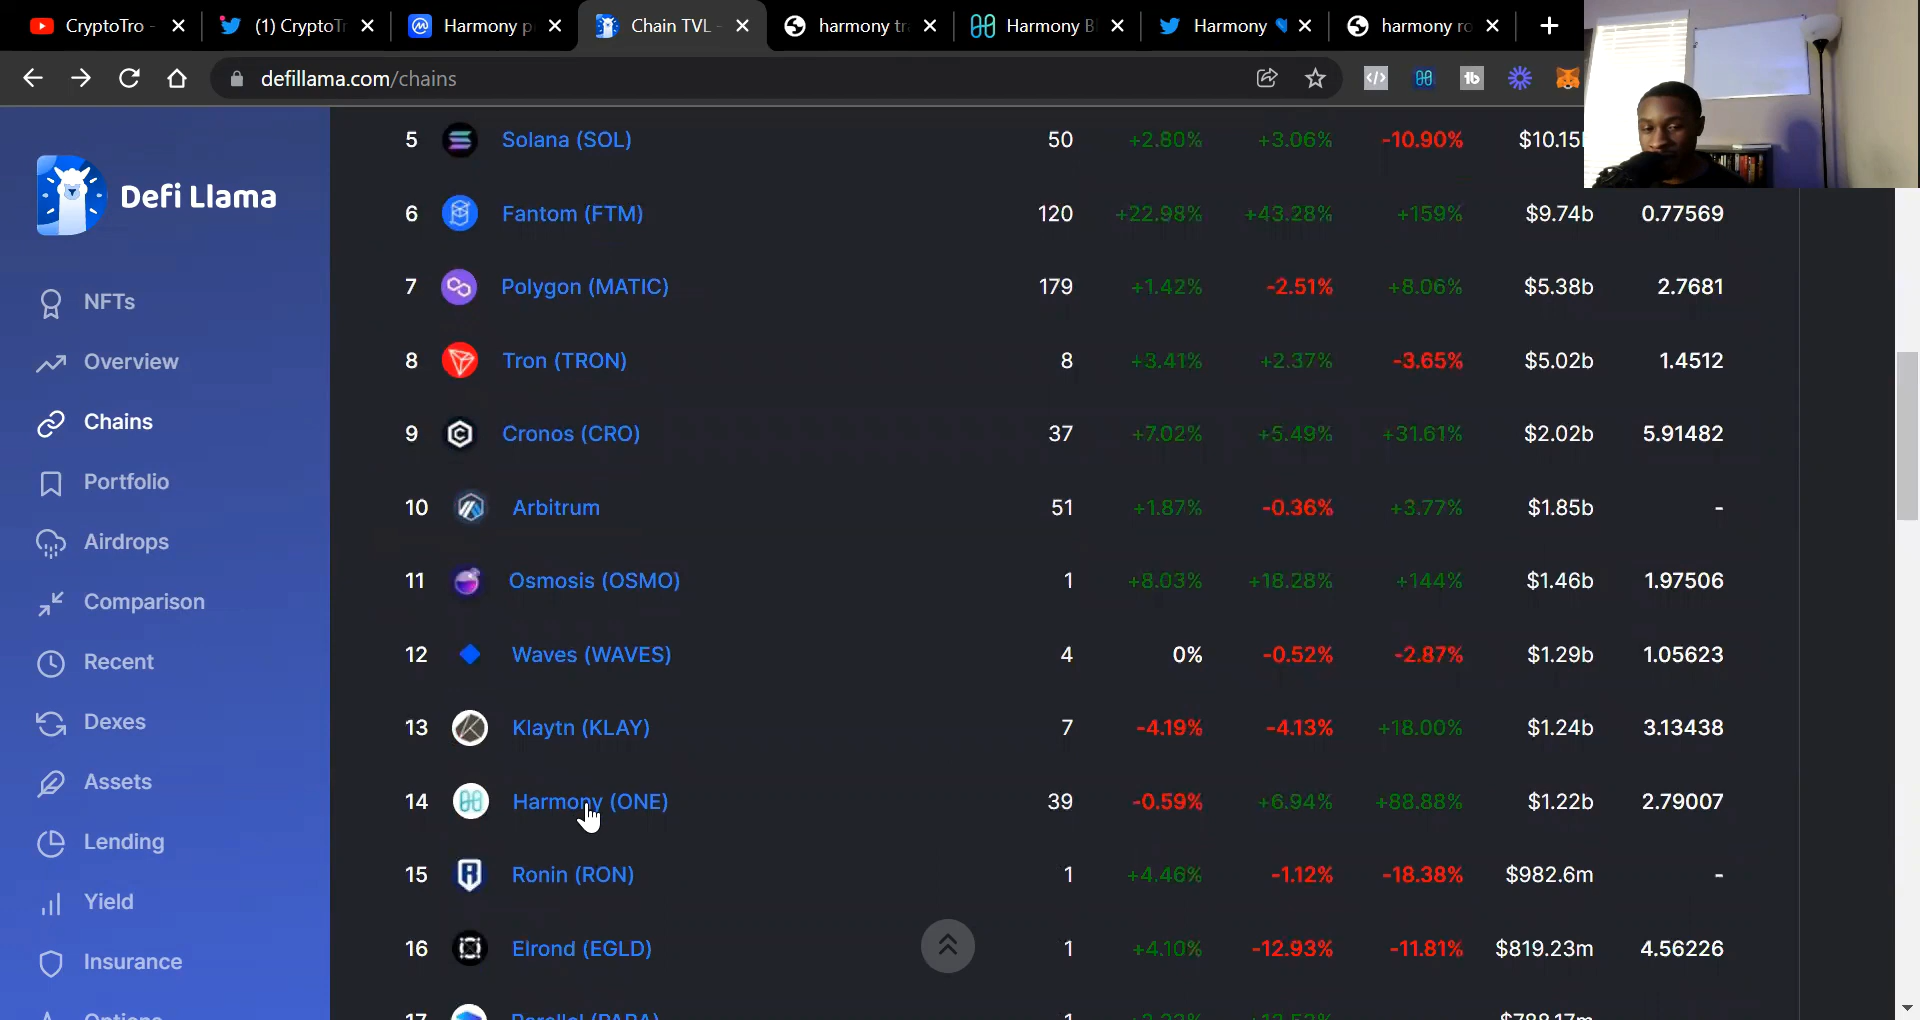 CryptoTro - (1) CryptoTr Harmony p Chain TVL - harmony tr Harmony B Harmony harmony ro
defillama.com/chains
Defi Llama
NFTs
Overview
Chains
Portfolio
Airdrops
Comparison
Recent
Dexes
Assets
Lending
Yield
Insurance
5 Solana (SOL) 50 +2.80% +3.06% -10.90% $10.15
6 Fantom (FTM) 120 +22.98% +43.28% +159% $9.74b 0.77569
7 Polygon (MATIC) 179 +1.42% -2.51% +8.06% $5.38b 2.7681
8 Tron (TRON) 8 +3.41% +2.37% -3.65% $5.02b 1.4512
9 Cronos (CRO) 37 +7.02% +5.49% +31.61% $2.02b 5.91482
10 Arbitrum 51 +1.87% -0.36% +3.77% $1.85b -
11 Osmosis (OSMO) 1 +8.03% +18.28% +144% $1.46b 1.97506
12 Waves (WAVES) 4 0% -0.52% -2.87% $1.29b 1.05623
13 Klaytn (KLAY) 7 -4.19% -4.13% +18.00% $1.24b 3.13438
14 Harmony (ONE) 39 -0.59% +6.94% +88.88% $1.22b 2.79007
15 Ronin (RON) 1 +4.46% -1.12% -18.38% $982.6m -
16 Elrond (EGLD) 1 +4.10% -12.93% -11.81% $819.23m 4.56226